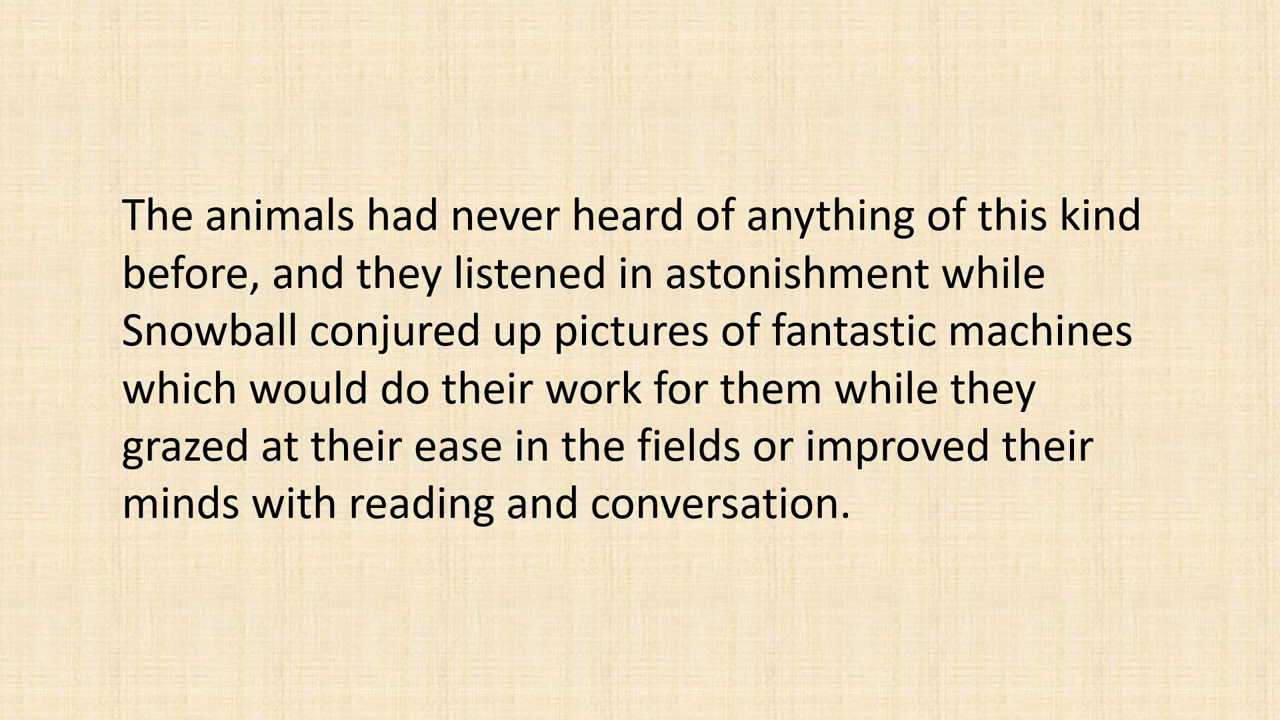 The animals had never heard of anything of this kind
before, and they listened in astonishment while
Snowball conjured up pictures of fantastic machines
which would do their work for them while they
grazed at their ease in the fields or improved their
minds with reading and conversation.